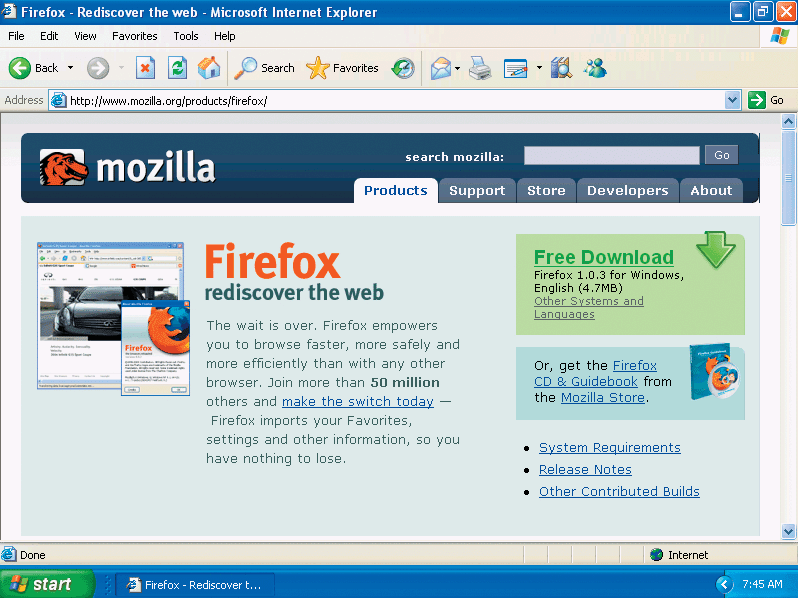 Firefox - Rediscover the web - Microsoft Internet Explorer
File Edit View Favorites Tools Help
Back Search Favorites
Address http://www.mozilla.org/products/firefox/ Go
mozilla
search mozilla: Go
Products Support Store Developers About
Firefox
rediscover the web
The wait is over. Firefox empowers
you to browse faster, more safely and
more efficiently than with any other
browser. Join more than 50 million
others and make the switch today —
Firefox imports your Favorites,
settings and other information, so you
have nothing to lose.
Firefox
Free Download
Firefox 1.0.3 for Windows,
English (4.7MB)
Other Systems and
Languages
Or, get the Firefox
CD & Guidebook from
the Mozilla Store.
System Requirements
Release Notes
Other Contributed Builds
Done Internet
start Firefox - Rediscover t... 7:45 AM